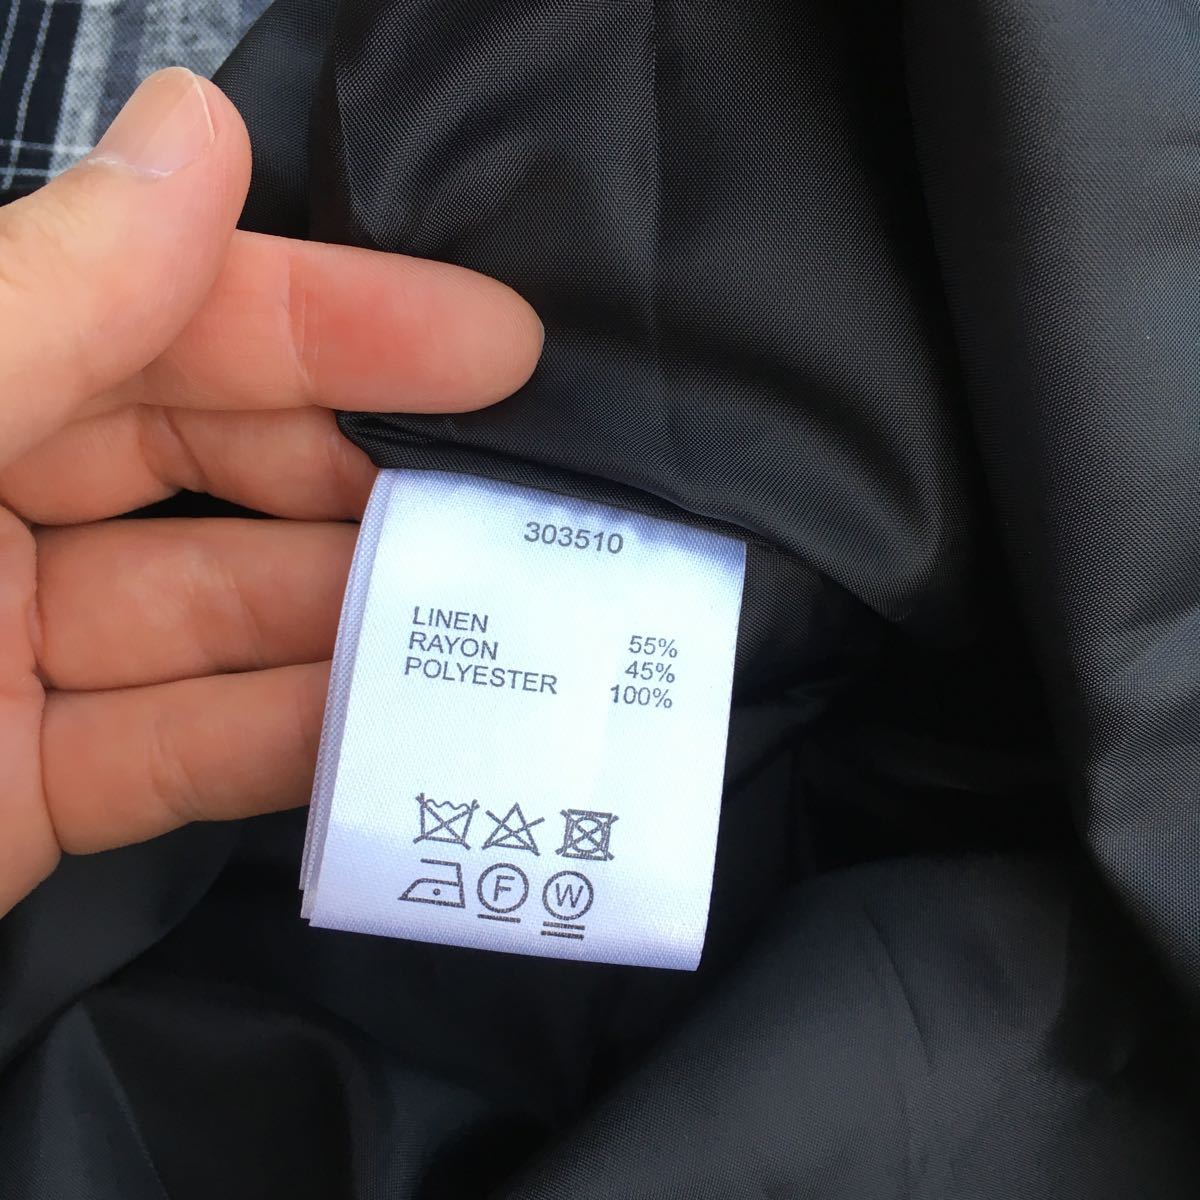 303510
LINEN 55%
RAYON 45%
POLYESTER 100%
F W